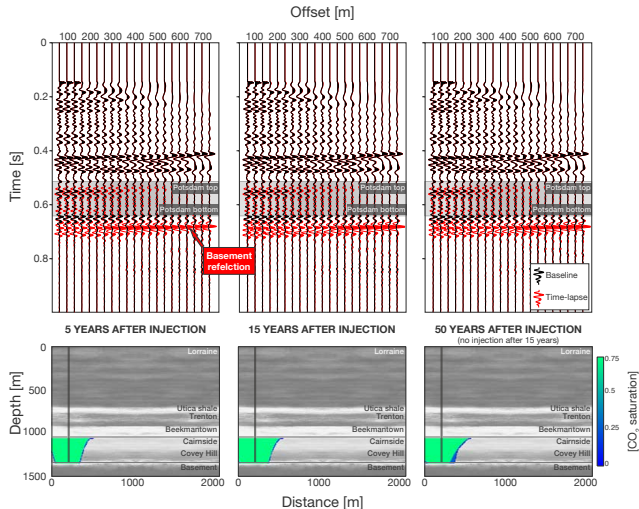 Offset [m]
100 200 300 400 500 600 700
100 200 300 400 500 600 700
100 200 300 400 500 600 700
Time [s]
0
0.2
0.4
0.6
0.8
Potsdam top
Potsdam bottom
Potsdam top
Potsdam bottom
Potsdam top
Potsdam bottom
Basement
refelction
Baseline
Time-lapse
5 YEARS AFTER INJECTION
15 YEARS AFTER INJECTION
50 YEARS AFTER INJECTION
(no injection after 15 years)
Depth [m]
0
500
1000
1500
Lorraine
Utica shale
Trenton
Beekmantown
Cairnside
Covey Hill
Basement
Lorraine
Utica shale
Trenton
Beekmantown
Cairnside
Covey Hill
Basement
Lorraine
Utica shale
Trenton
Beekmantown
Cairnside
Covey Hill
Basement
0 500 1000 1500 2000
0 500 1000 1500 2000
0 500 1000 1500 2000
Distance [m]
0.75
0.5
0.25
0
[CO₂ saturation]